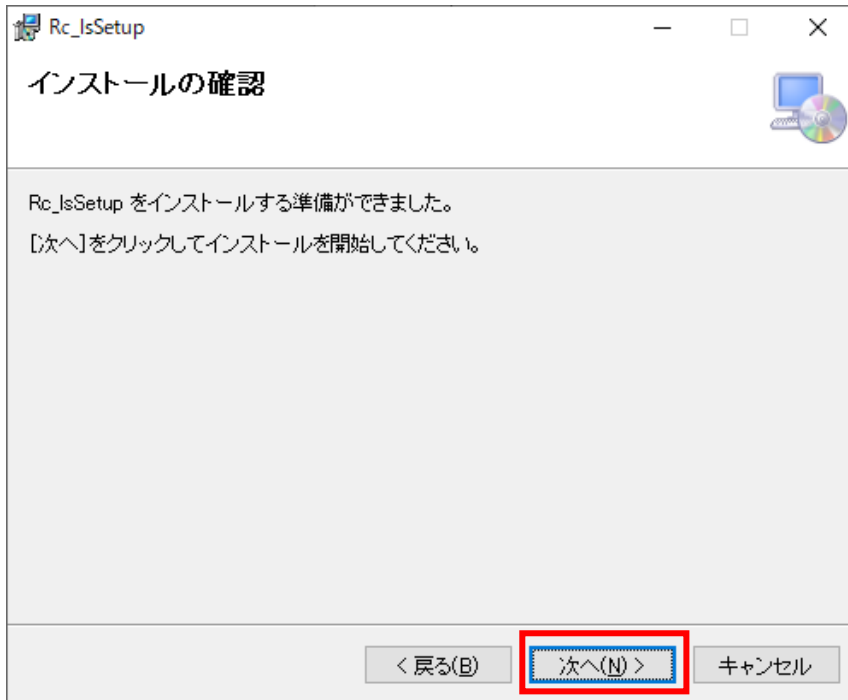 Rc_IsSetup
インストールの確認
Rc_IsSetup をインストールする準備ができました。
[次へ]をクリックしてインストールを開始してください。
< 戻る(B)
次へ(N) >
キャンセル